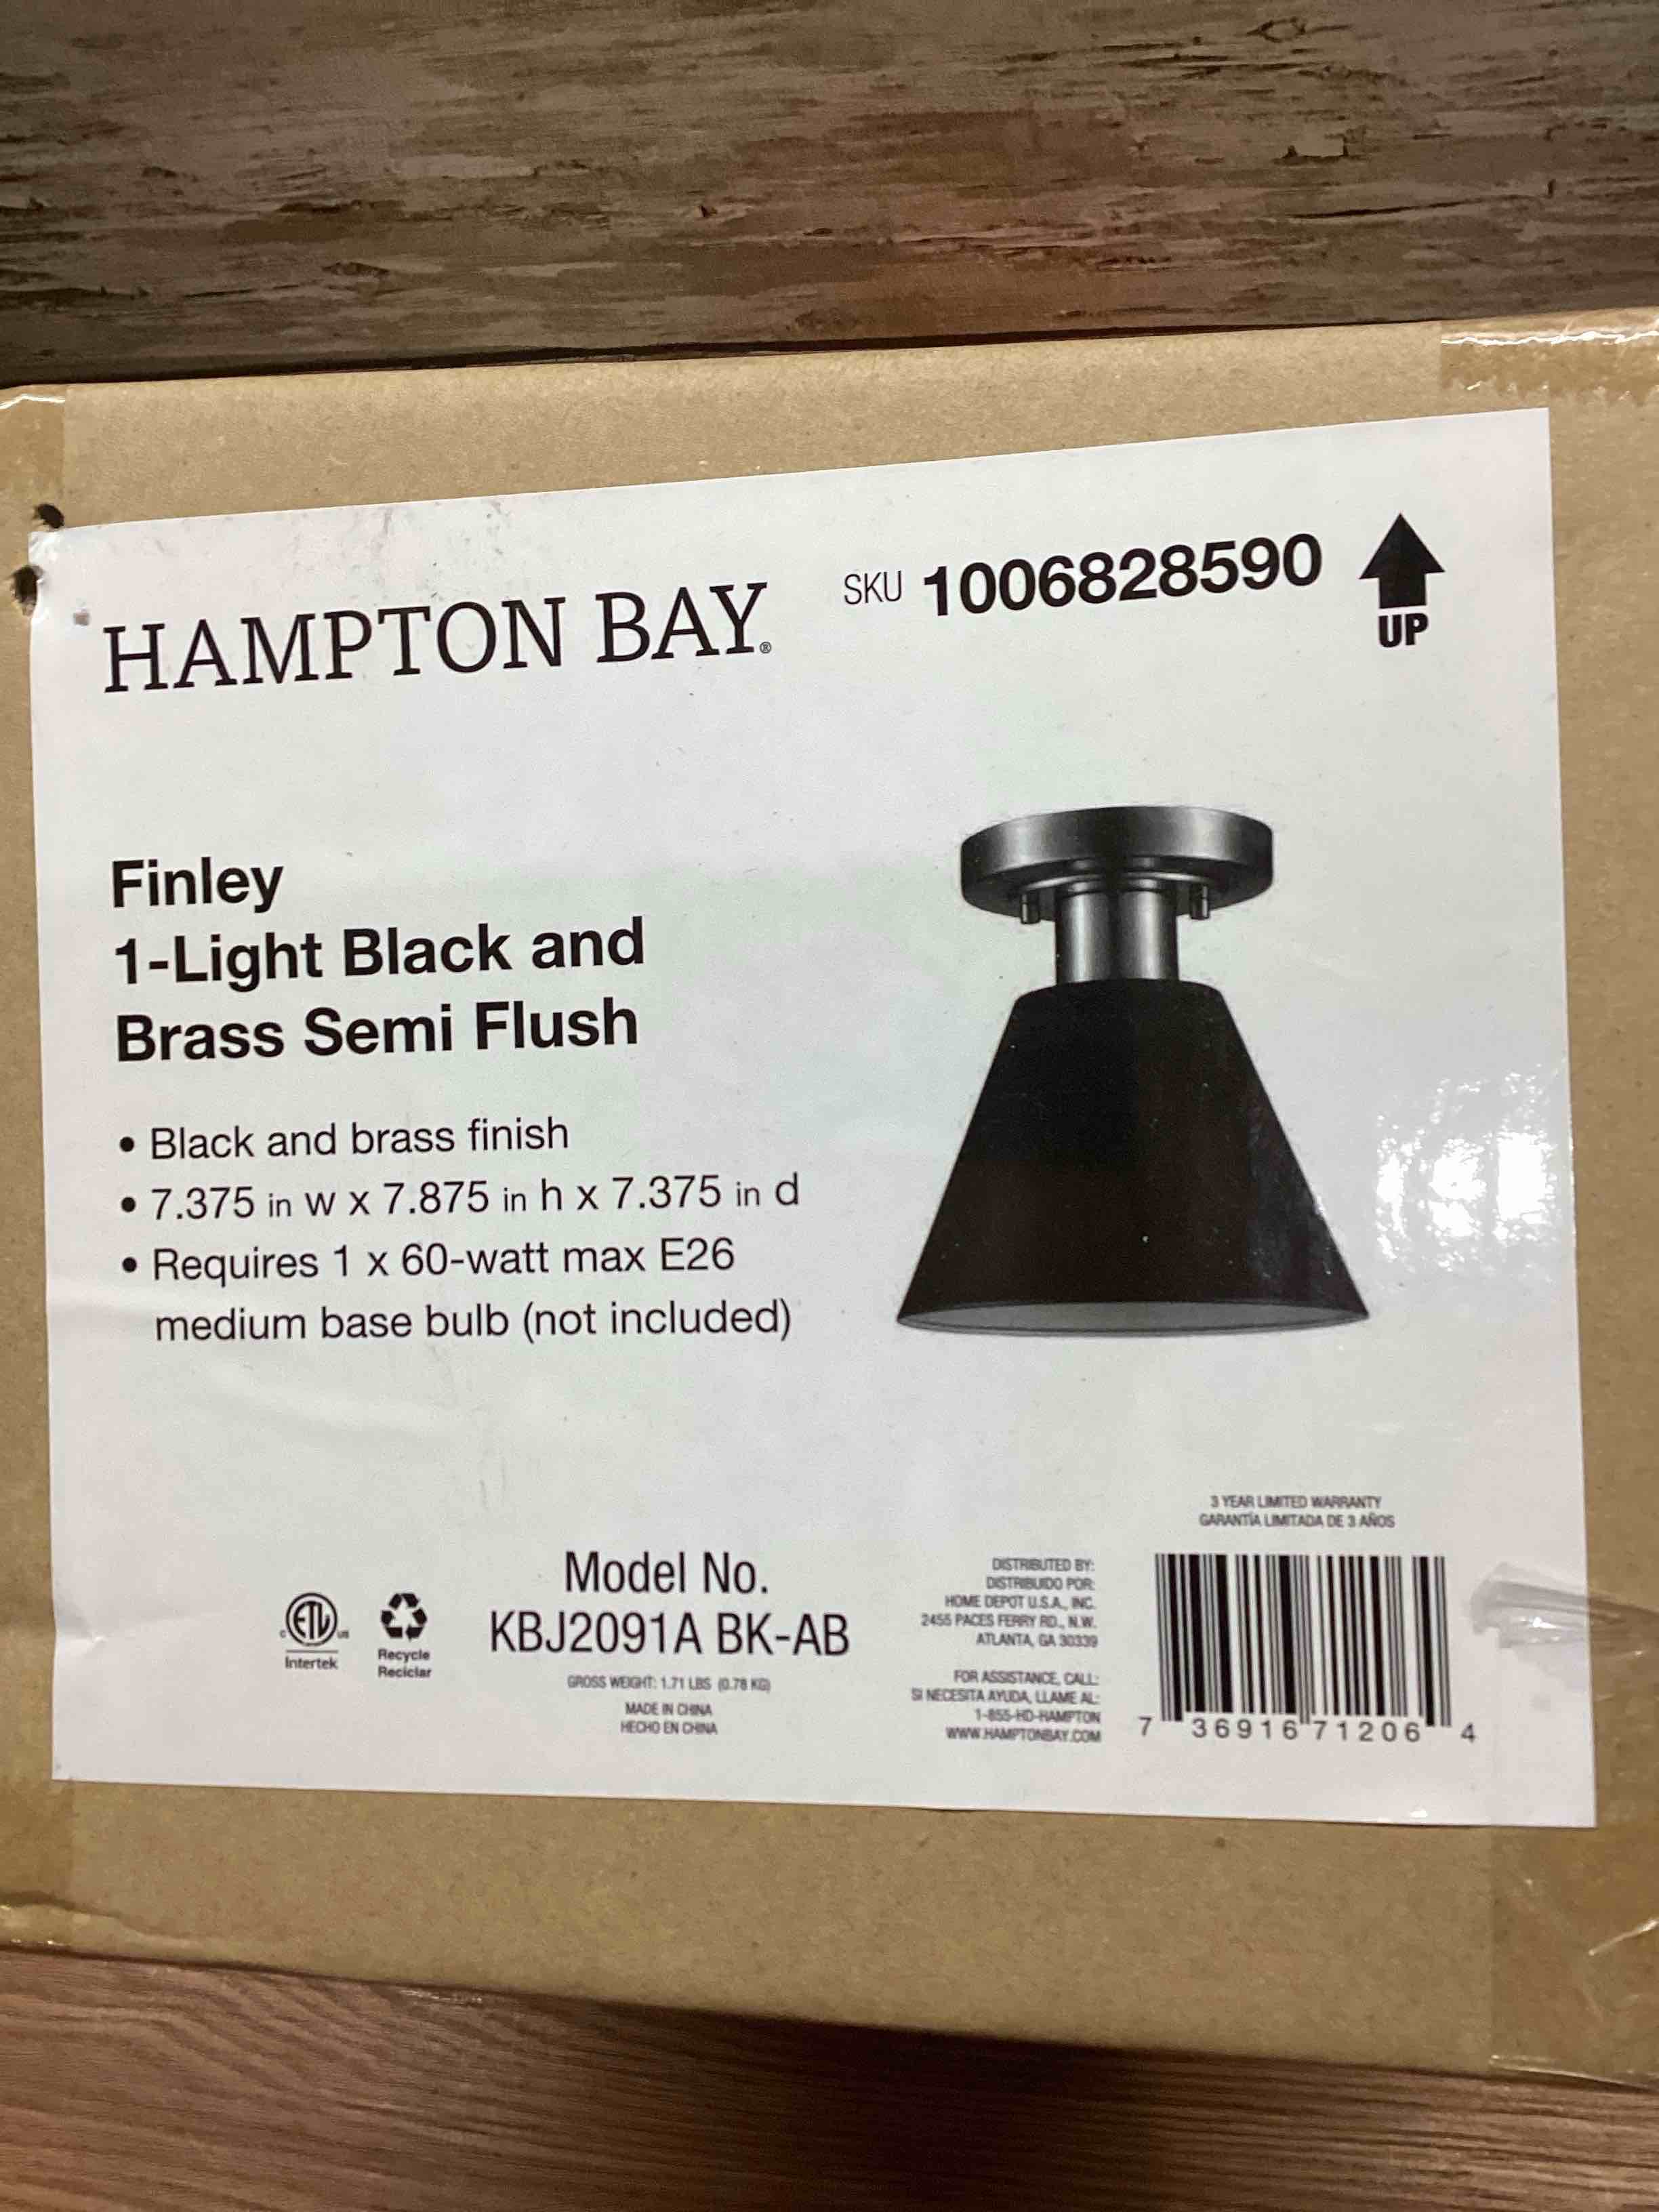 HAMPTON BAY®
SKU 1006828590
UP
Finley
1-Light Black and
Brass Semi Flush
• Black and brass finish
• 7.375 in w x 7.875 in h x 7.375 in d
• Requires 1 x 60-watt max E26
medium base bulb (not included)
3 YEAR LIMITED WARRANTY
GARANTÍA LIMITADA DE 3 AÑOS
C ETL US
Intertek
Recycle
Reciclar
Model No.
KBJ2091A BK-AB
GROSS WEIGHT: 1.71 LBS (0.78 KG)
MADE IN CHINA
HECHO EN CHINA
DISTRIBUTED BY:
DISTRIBUIDO POR:
HOME DEPOT U.S.A., INC.
2455 PACES FERRY RD., N.W.
ATLANTA, GA 30339
FOR ASSISTANCE, CALL:
SI NECESITA AYUDA, LLAME AL:
1-855-HD-HAMPTON
WWW.HAMPTONBAY.COM
7 36916 71206 4